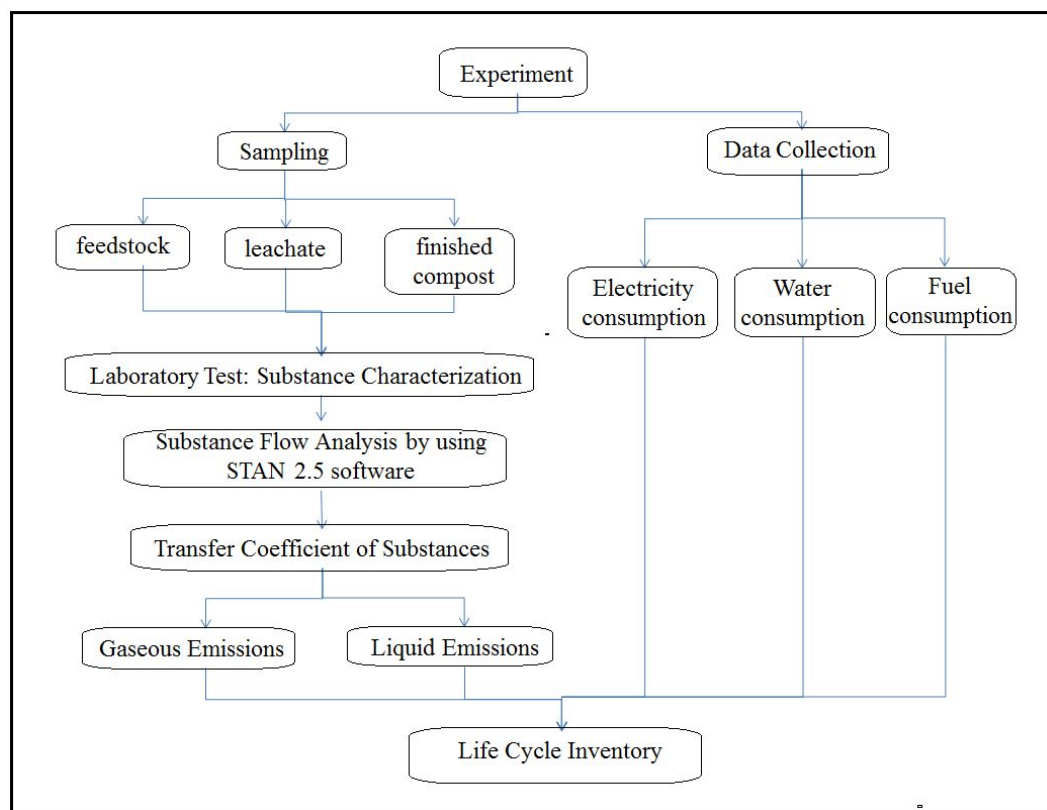 Experiment
Sampling
Data Collection
feedstock
leachate
finished
compost
Electricity
consumption
Water
consumption
Fuel
consumption
Laboratory Test: Substance Characterization
Substance Flow Analysis by using
STAN 2.5 software
Transfer Coefficient of Substances
Gaseous Emissions
Liquid Emissions
Life Cycle Inventory